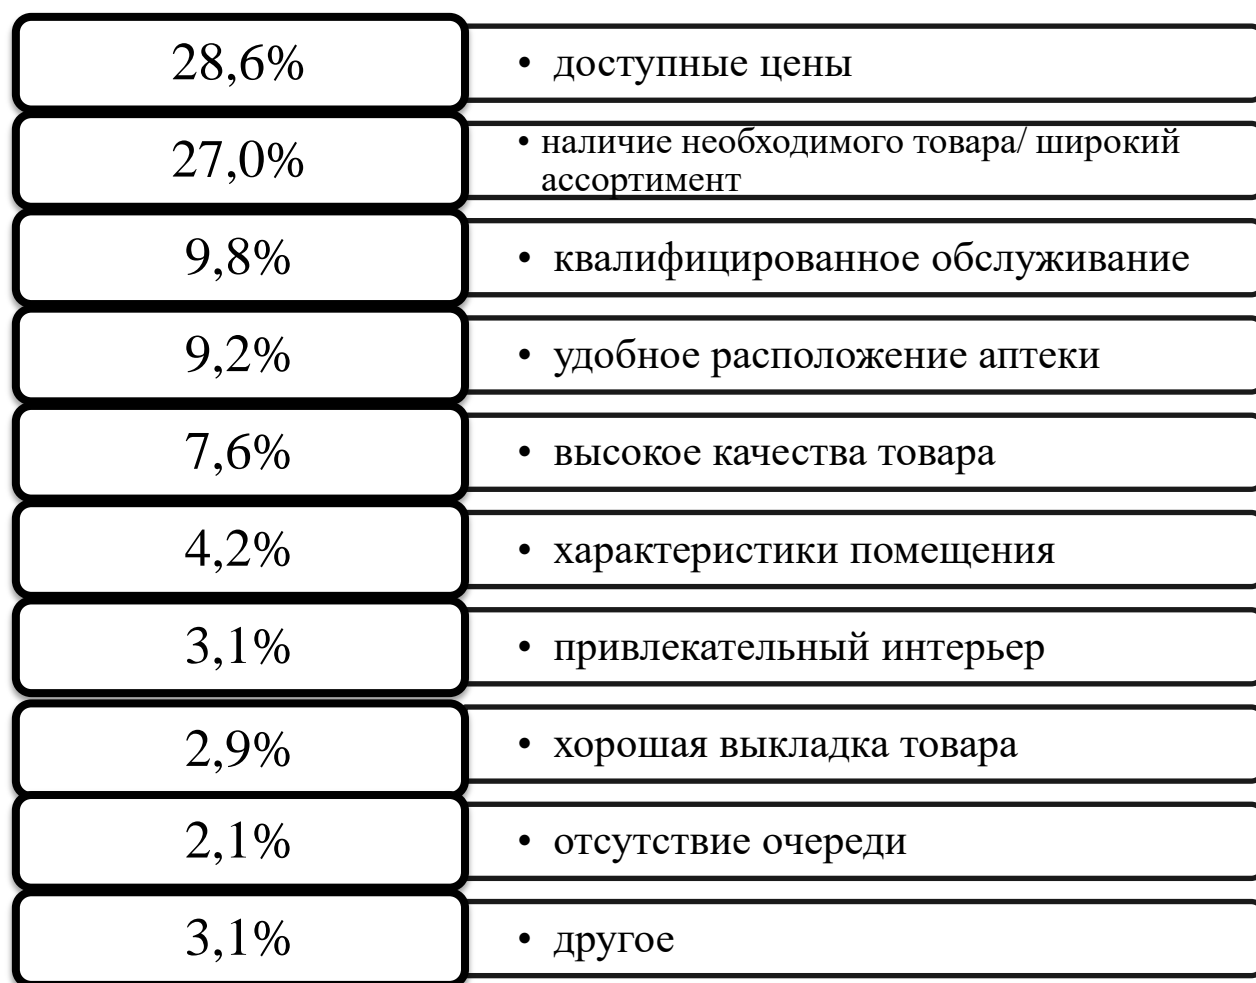 28,6%
• доступные цены
27,0%
• наличие необходимого товара/ широкий
ассортимент
9,8%
• квалифицированное обслуживание
9,2%
• удобное расположение аптеки
7,6%
• высокое качества товара
4,2%
• характеристики помещения
3,1%
• привлекательный интерьер
2,9%
• хорошая выкладка товара
2,1%
• отсутствие очереди
3,1%
• другое